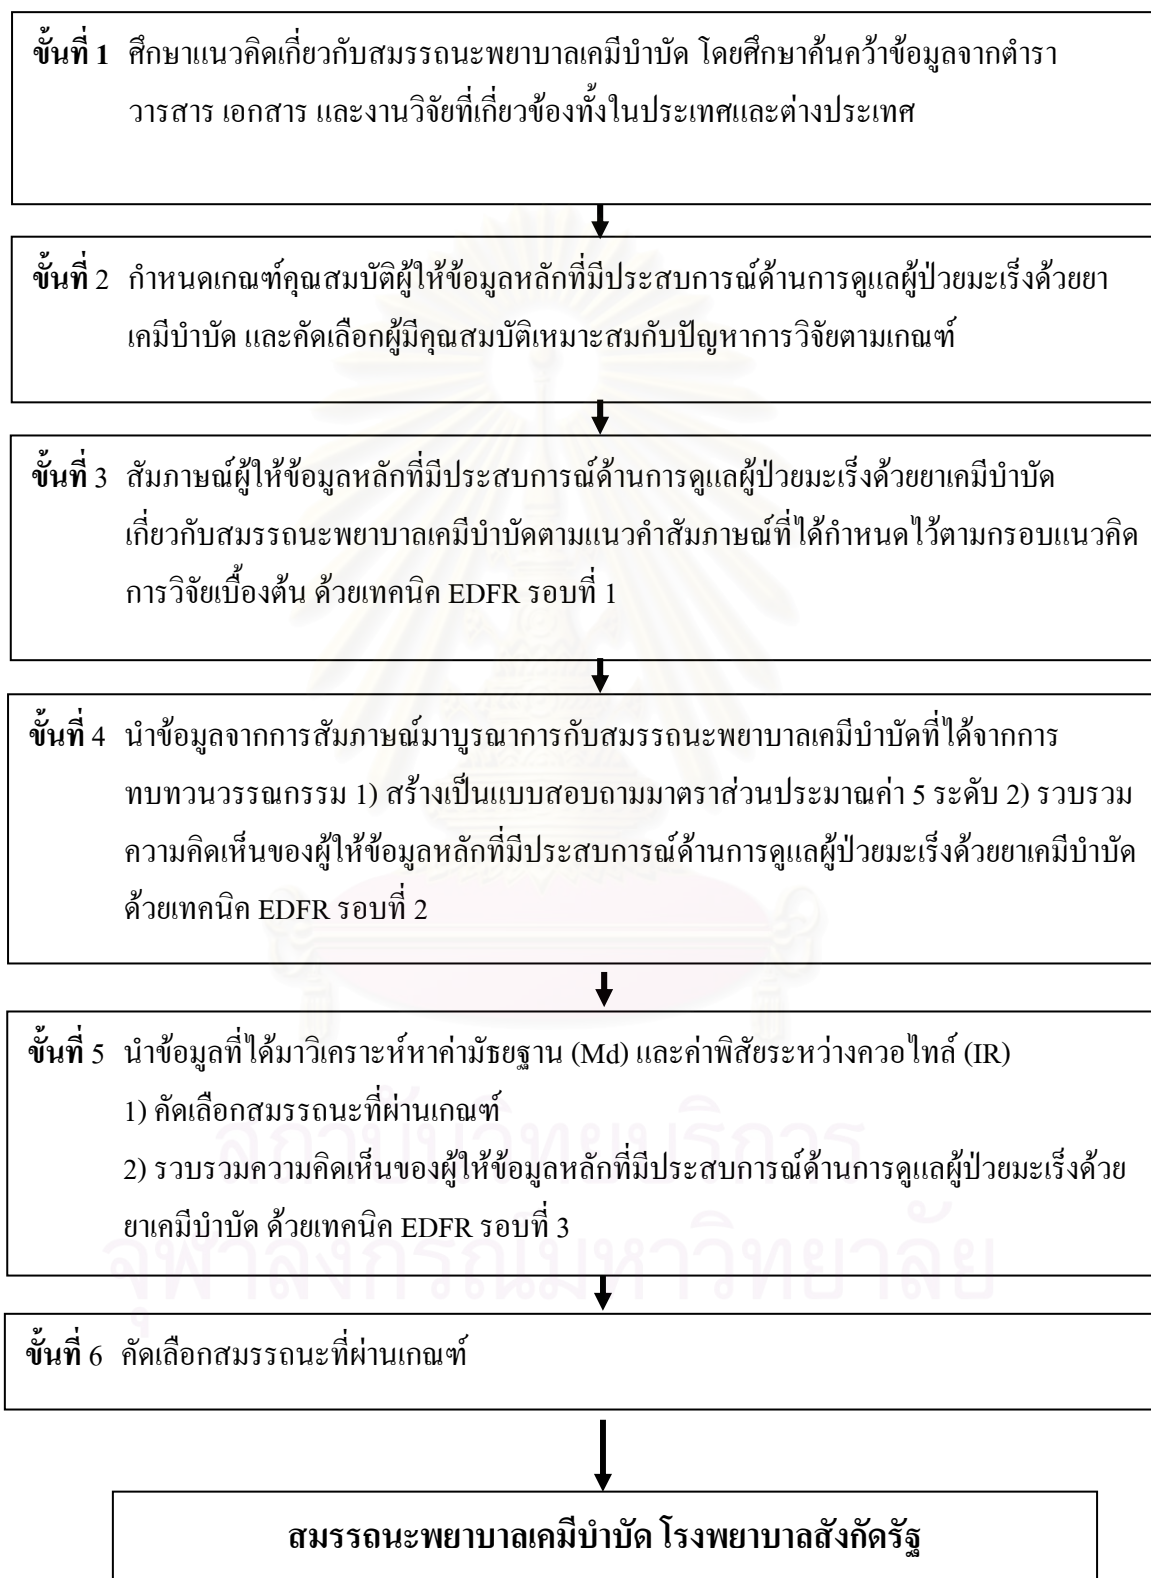 ขั้นที่ 1 ศึกษาแนวคิดเกี่ยวกับสมรรถนะพยาบาลเคมีบำบัด โดยศึกษาค้นคว้าข้อมูลจากตำรา
วารสาร เอกสาร และงานวิจัยที่เกี่ยวข้องทั้งในประเทศและต่างประเทศ
ขั้นที่ 2 กำหนดเกณฑ์คุณสมบัติผู้ให้ข้อมูลหลักที่มีประสบการณ์ด้านการดูแลผู้ป่วยมะเร็งด้วยยา
เคมีบำบัด และคัดเลือกผู้มีคุณสมบัติเหมาะสมกับปัญหาการวิจัยตามเกณฑ์
ขั้นที่ 3 สัมภาษณ์ผู้ให้ข้อมูลหลักที่มีประสบการณ์ด้านการดูแลผู้ป่วยมะเร็งด้วยยาเคมีบำบัด
เกี่ยวกับสมรรถนะพยาบาลเคมีบำบัดตามแนวคำสัมภาษณ์ที่ได้กำหนดไว้ตามกรอบแนวคิด
การวิจัยเบื้องต้น ด้วยเทคนิค EDFR รอบที่ 1
ขั้นที่ 4 นำข้อมูลจากการสัมภาษณ์มาบูรณาการกับสมรรถนะพยาบาลเคมีบำบัดที่ได้จากการ
ทบทวนวรรณกรรม 1) สร้างเป็นแบบสอบถามมาตราส่วนประมาณค่า 5 ระดับ 2) รวบรวม
ความคิดเห็นของผู้ให้ข้อมูลหลักที่มีประสบการณ์ด้านการดูแลผู้ป่วยมะเร็งด้วยยาเคมีบำบัด
ด้วยเทคนิค EDFR รอบที่ 2
ขั้นที่ 5 นำข้อมูลที่ได้มาวิเคราะห์หาค่ามัธยฐาน (Md) และค่าพิสัยระหว่างควอไทล์ (IR)
1) คัดเลือกสมรรถนะที่ผ่านเกณฑ์
2) รวบรวมความคิดเห็นของผู้ให้ข้อมูลหลักที่มีประสบการณ์ด้านการดูแลผู้ป่วยมะเร็งด้วย
ยาเคมีบำบัด ด้วยเทคนิค EDFR รอบที่ 3
สถาบันวิทยบริการ
จุฬาลงกรณ์มหาวิทยาลัย
ขั้นที่ 6 คัดเลือกสมรรถนะที่ผ่านเกณฑ์
สมรรถนะพยาบาลเคมีบำบัด โรงพยาบาลสังกัดรัฐ